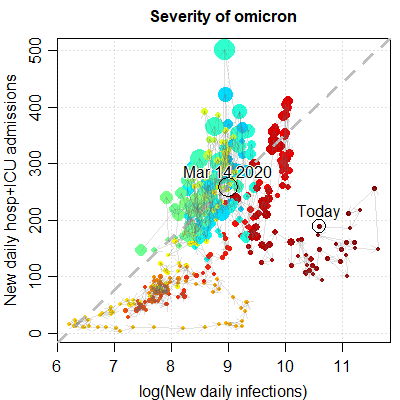 Severity of omicron
New daily hosp+ICU admissions
500
400
300
200
100
0
Mar 14 2020
Today
6 7 8 9 10 11
log(New daily infections)